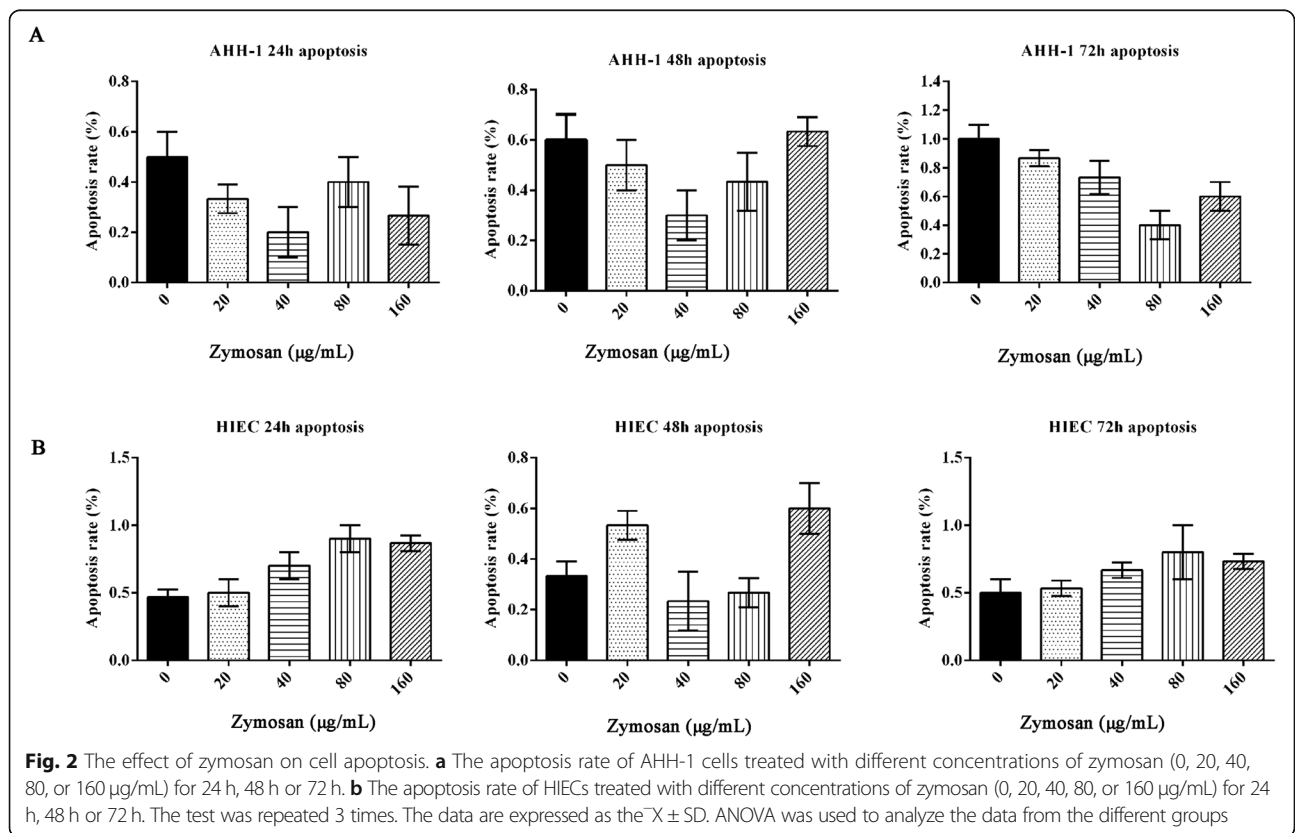 A
AHH-1 24h apoptosis
Apoptosis rate (%)
0.8
0.6
0.4
0.2
0.0
0 20 40 80 160
Zymosan (μg/mL)
AHH-1 48h apoptosis
Apoptosis rate (%)
0.8
0.6
0.4
0.2
0.0
0 20 40 80 160
Zymosan (μg/mL)
AHH-1 72h apoptosis
Apoptosis rate (%)
1.4
1.2
1.0
0.8
0.6
0.4
0.2
0.0
0 20 40 80 160
Zymosan (μg/mL)
B
HIEC 24h apoptosis
Apoptosis rate (%)
1.5
1.0
0.5
0.0
0 20 40 80 160
Zymosan (μg/mL)
HIEC 48h apoptosis
Apoptosis rate (%)
0.8
0.6
0.4
0.2
0.0
0 20 40 80 160
Zymosan (μg/mL)
HIEC 72h apoptosis
Apoptosis rate (%)
1.5
1.0
0.5
0.0
0 20 40 80 160
Zymosan (μg/mL)
Fig. 2 The effect of zymosan on cell apoptosis. a The apoptosis rate of AHH-1 cells treated with different concentrations of zymosan (0, 20, 40,
80, or 160 μg/mL) for 24 h, 48 h or 72 h. b The apoptosis rate of HIECs treated with different concentrations of zymosan (0, 20, 40, 80, or 160 μg/mL) for 24
h, 48 h or 72 h. The test was repeated 3 times. The data are expressed as the ¯X ± SD. ANOVA was used to analyze the data from the different groups